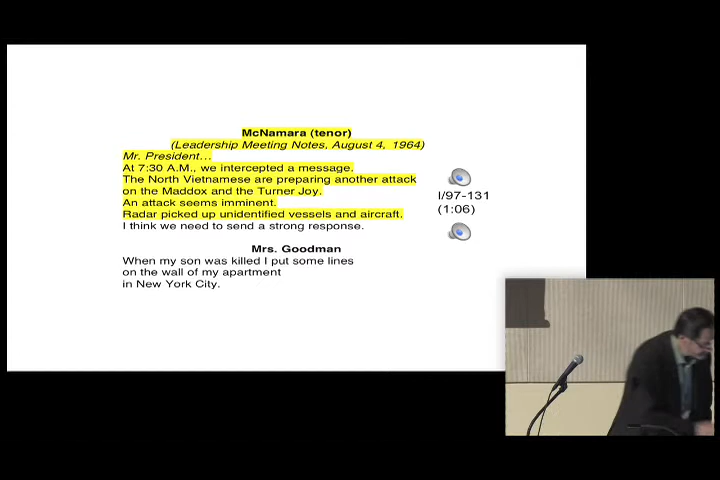 McNamara (tenor)
(Leadership Meeting Notes, August 4, 1964)
Mr. President...
At 7:30 A.M., we intercepted a message.
The North Vietnamese are preparing another attack
on the Maddox and the Turner Joy.
An attack seems imminent.
Radar picked up unidentified vessels and aircraft.
I think we need to send a strong response.
I/97-131
(1:06)
Mrs. Goodman
When my son was killed I put some lines
on the wall of my apartment
in New York City.